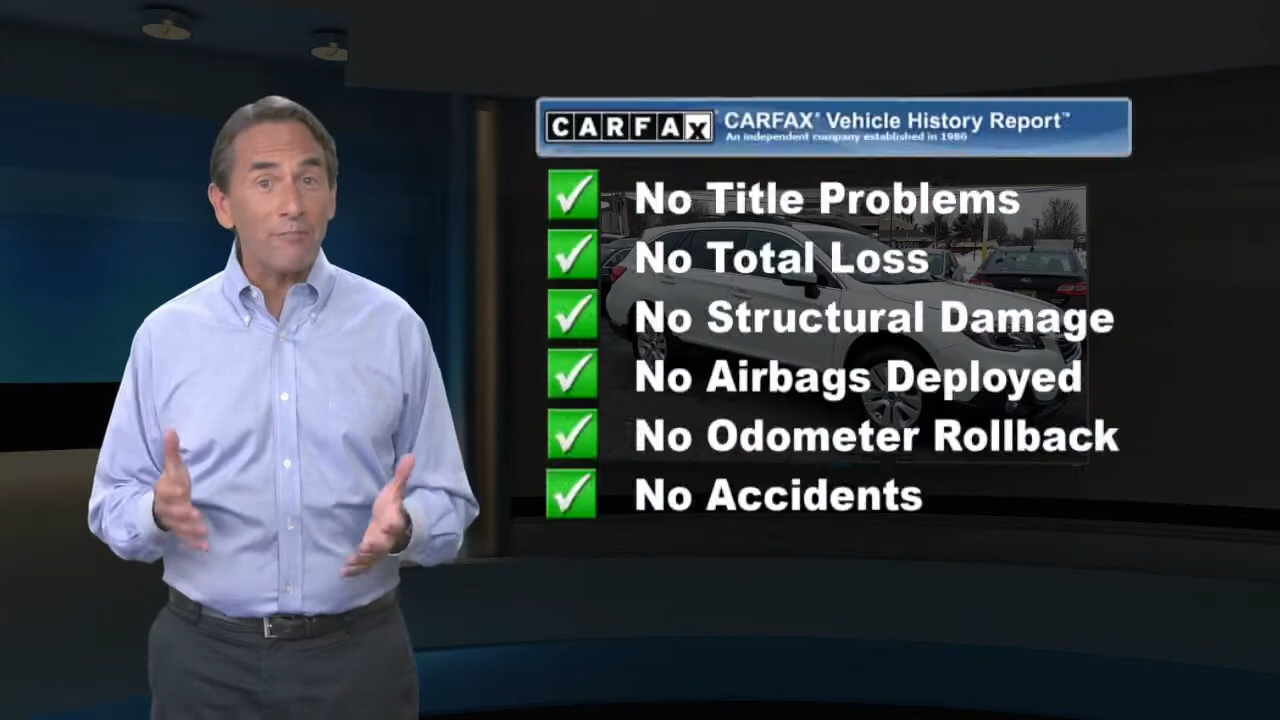 CARFAX CARFAX® Vehicle History Report™
An independent company established in 1986
No Title Problems
No Total Loss
No Structural Damage
No Airbags Deployed
No Odometer Rollback
No Accidents